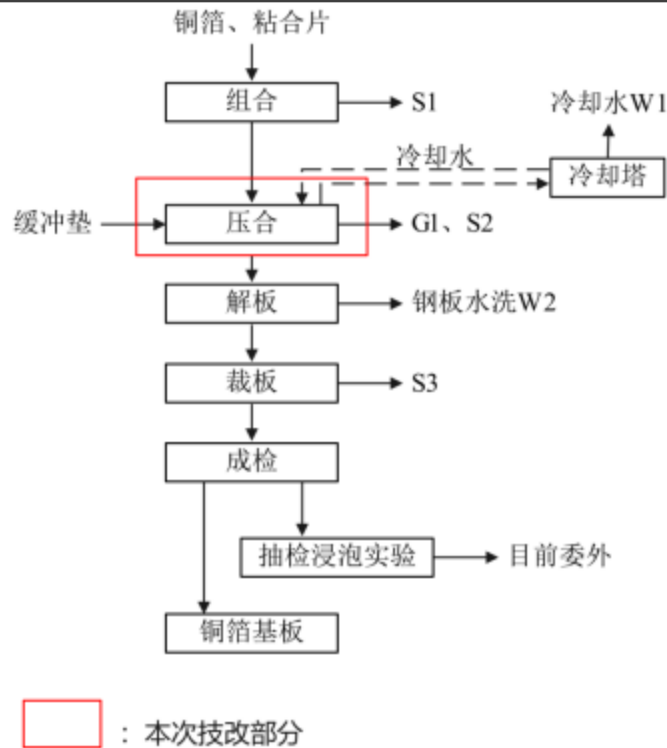 铜箔、粘合片
组合
S1
冷却水W1
冷却水
冷却塔
缓冲垫
压合
G1、S2
解板
钢板水洗W2
裁板
S3
成检
抽检浸泡实验
目前委外
铜箔基板
：本次技改部分